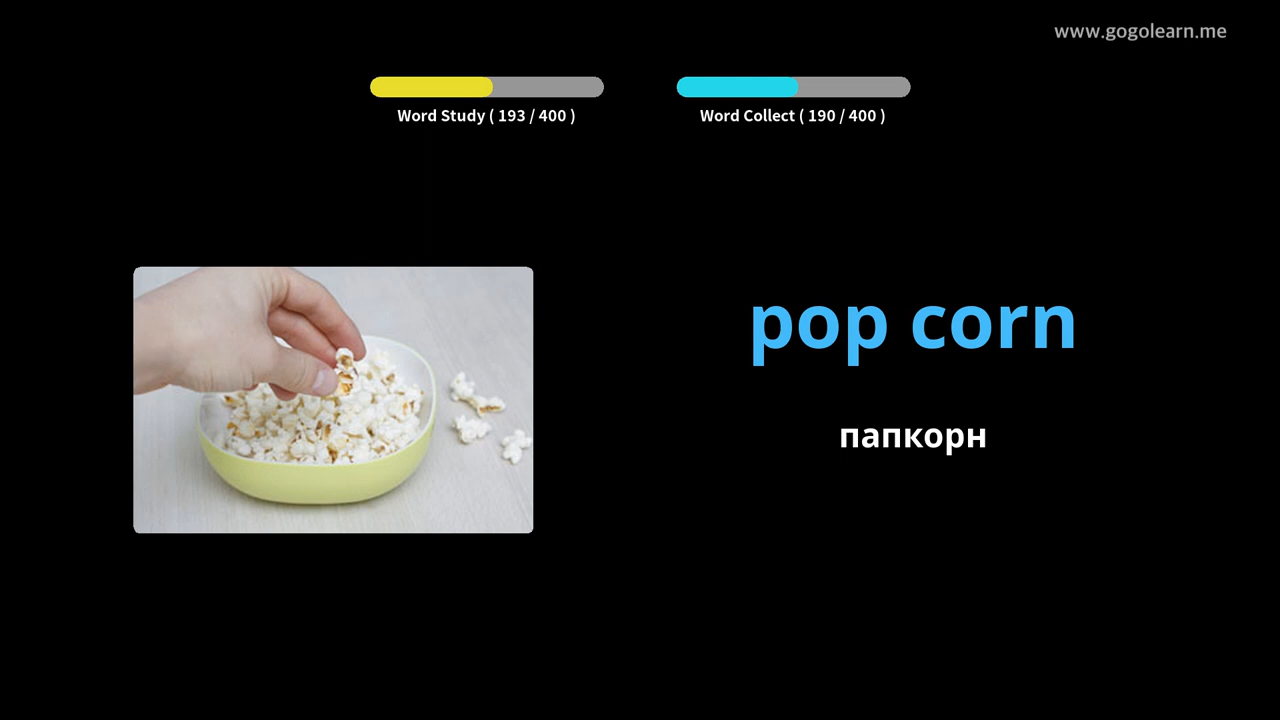 www.gogolearn.me
Word Study ( 193 / 400 )
Word Collect ( 190 / 400 )
pop corn
папкорн